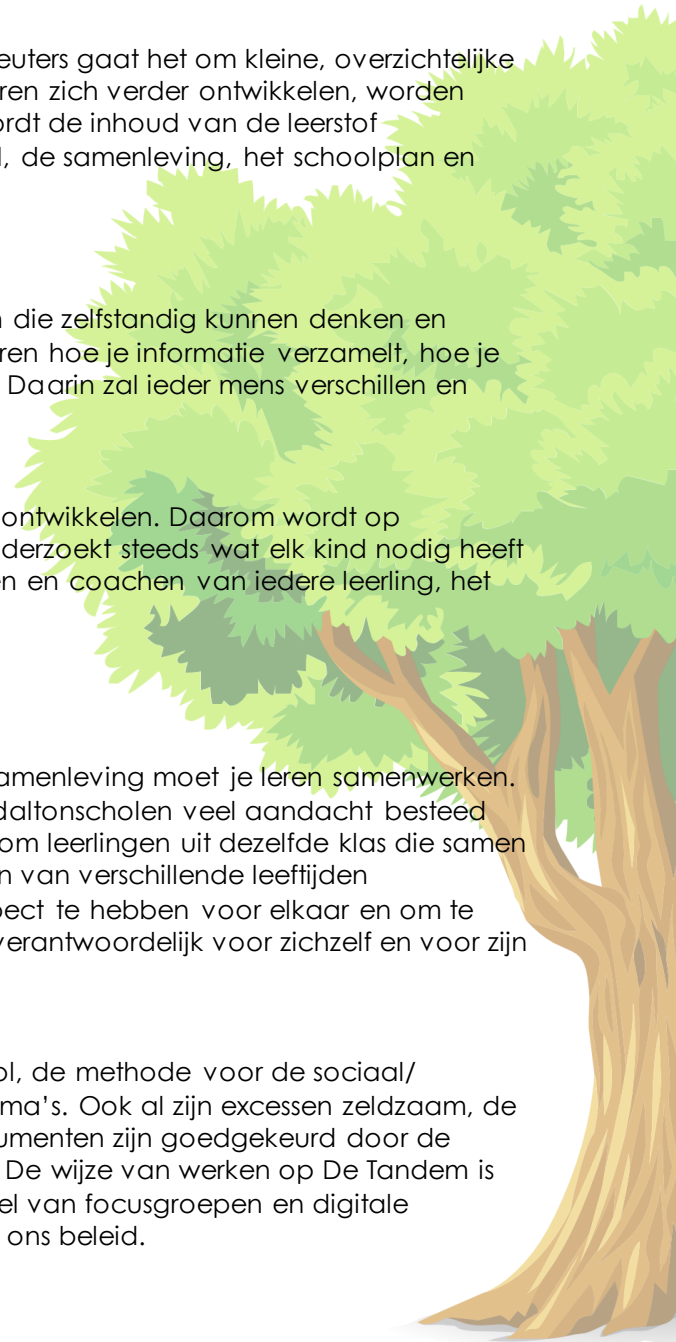 euters gaat het om kleine, overzichtelijke
ren zich verder ontwikkelen, worden
ordt de inhoud van de leerstof
l, de samenleving, het schoolplan en
n die zelfstandig kunnen denken en
ren hoe je informatie verzamelt, hoe je
Daarin zal ieder mens verschillen en
ontwikkelen. Daarom wordt op
derzoekt steeds wat elk kind nodig heeft
en en coachen van iedere leerling, het
amenleving moet je leren samenwerken.
daltonscholen veel aandacht besteed
om leerlingen uit dezelfde klas die samen
n van verschillende leeftijden
pect te hebben voor elkaar en om te
verantwoordelijk voor zichzelf en voor zijn
ol, de methode voor de sociaal/
ma's. Ook al zijn excessen zeldzaam, de
umenten zijn goedgekeurd door de
De wijze van werken op De Tandem is
el van focusgroepen en digitale
ons beleid.